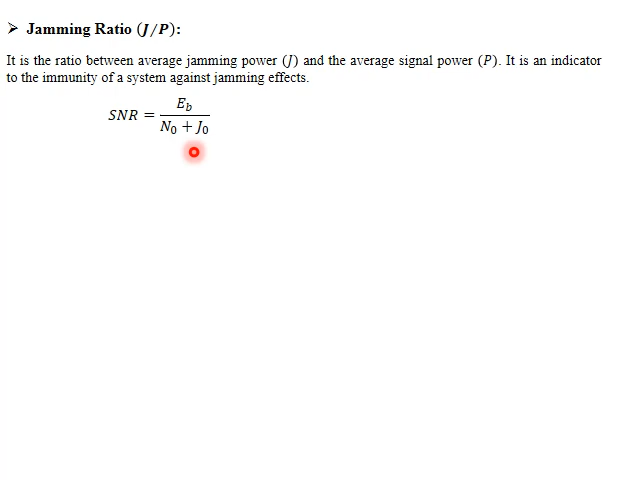 ➤ Jamming Ratio (J/P):
It is the ratio between average jamming power (J) and the average signal power (P). It is an indicator
to the immunity of a system against jamming effects.
SNR = E_b / (N_0 + J_0)